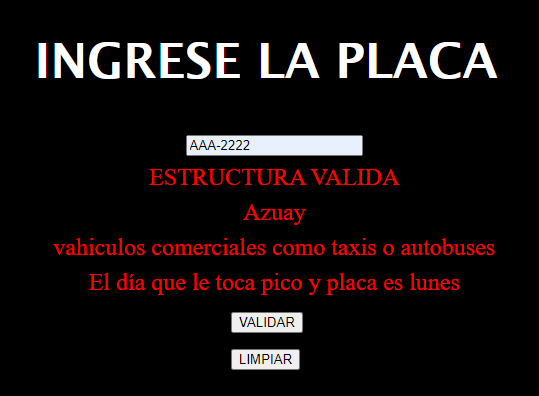 INGRESE LA PLACA
AAA-2222
ESTRUCTURA VALIDA
Azuay
vahiculos comerciales como taxis o autobuses
El día que le toca pico y placa es lunes
VALIDAR
LIMPIAR